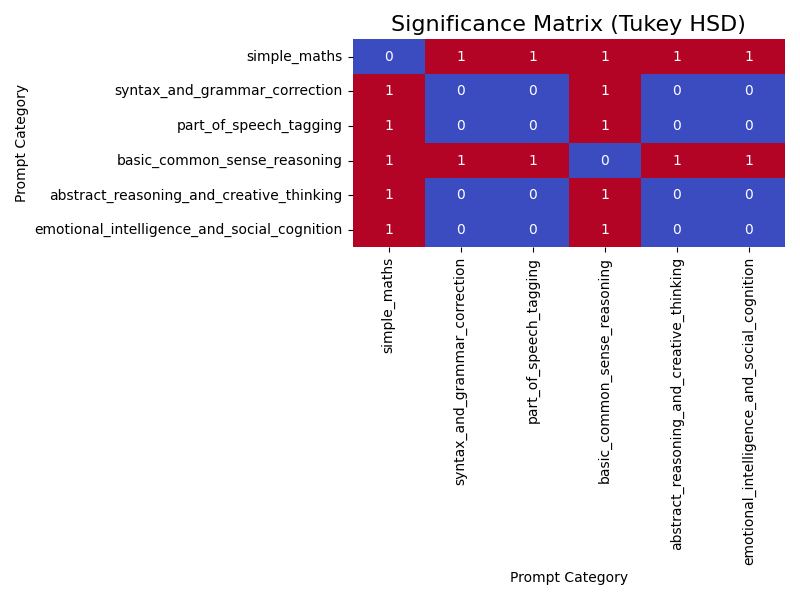 Significance Matrix (Tukey HSD)
Prompt Category
simple_maths 0 1 1 1 1 1
syntax_and_grammar_correction 1 0 0 1 0 0
part_of_speech_tagging 1 0 0 1 0 0
basic_common_sense_reasoning 1 1 1 0 1 1
abstract_reasoning_and_creative_thinking 1 0 0 1 0 0
emotional_intelligence_and_social_cognition 1 0 0 1 0 0
simple_maths
syntax_and_grammar_correction
part_of_speech_tagging
basic_common_sense_reasoning
abstract_reasoning_and_creative_thinking
emotional_intelligence_and_social_cognition
Prompt Category